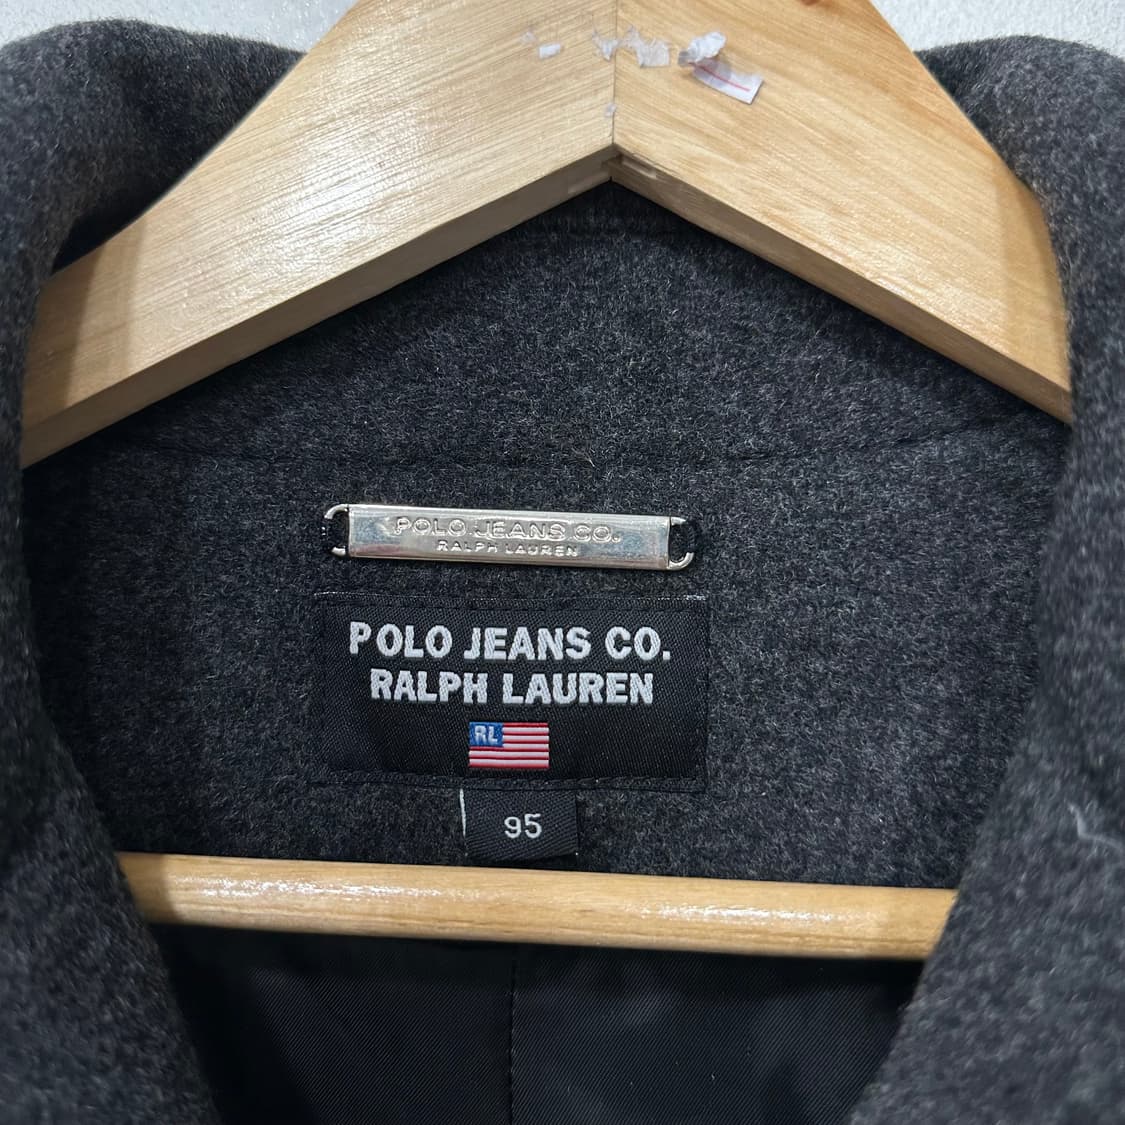 POLO JEANS CO.
RALPH LAUREN
POLO JEANS CO.
RALPH LAUREN
RL
95